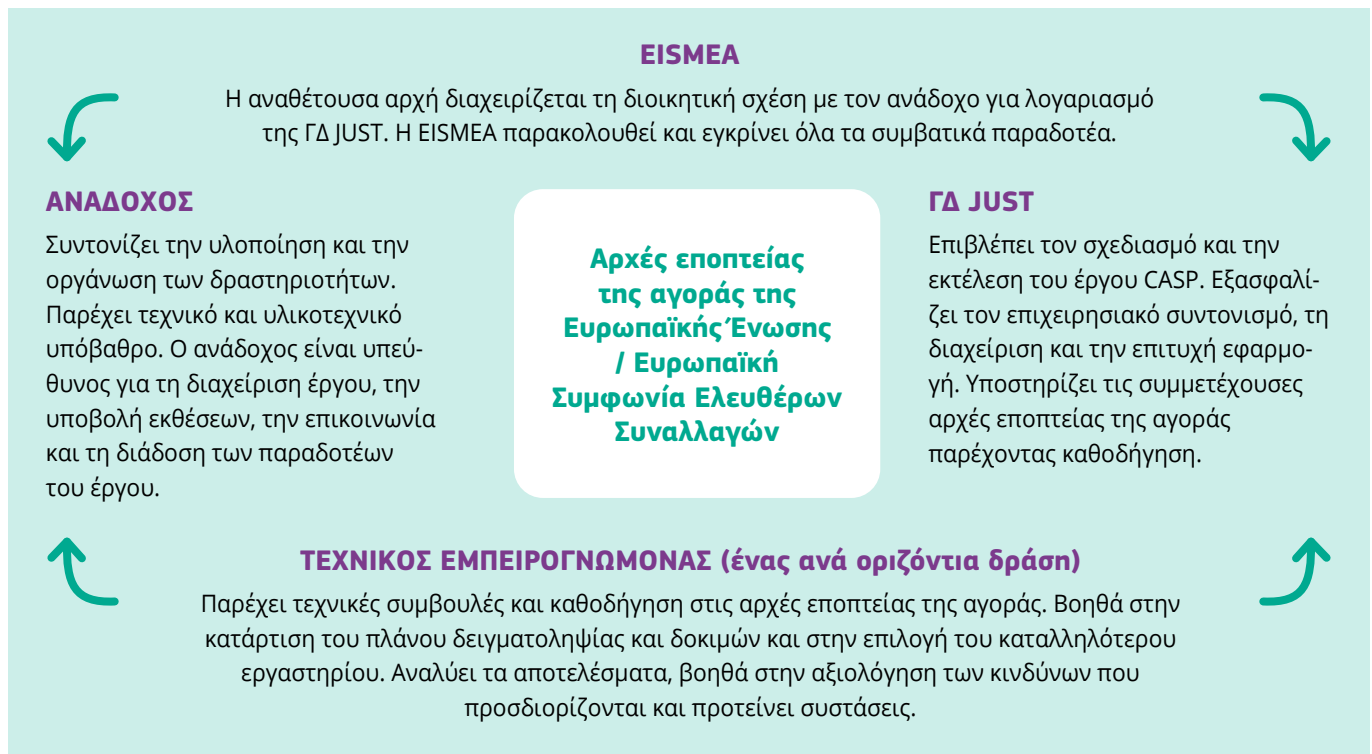 EISMEA
Η αναθέτουσα αρχή διαχειρίζεται τη διοικητική σχέση με τον ανάδοχο για λογαριασμό
της ΓΔ JUST. Η EISMEA παρακολουθεί και εγκρίνει όλα τα συμβατικά παραδοτέα.
ΑΝΑΔΟΧΟΣ
Συντονίζει την υλοποίηση και την
οργάνωση των δραστηριοτήτων.
Παρέχει τεχνικό και υλικοτεχνικό
υπόβαθρο. Ο ανάδοχος είναι υπεύ-
θυνος για τη διαχείριση έργου, την
υποβολή εκθέσεων, την επικοινωνία
και τη διάδοση των παραδοτέων
του έργου.
Αρχές εποπτείας
της αγοράς της
Ευρωπαϊκής Ένωσης
/ Ευρωπαϊκή
Συμφωνία Ελευθέρων
Συναλλαγών
ΓΔ JUST
Επιβλέπει τον σχεδιασμό και την
εκτέλεση του έργου CASP. Εξασφαλί-
ζει τον επιχειρησιακό συντονισμό, τη
διαχείριση και την επιτυχή εφαρμο-
γή. Υποστηρίζει τις συμμετέχουσες
αρχές εποπτείας της αγοράς
παρέχοντας καθοδήγηση.
ΤΕΧΝΙΚΟΣ ΕΜΠΕΙΡΟΓΝΩΜΟΝΑΣ (ένας ανά οριζόντια δράση)
Παρέχει τεχνικές συμβουλές και καθοδήγηση στις αρχές εποπτείας της αγοράς. Βοηθά στην
κατάρτιση του πλάνου δειγματοληψίας και δοκιμών και στην επιλογή του καταλληλότερου
εργαστηρίου. Αναλύει τα αποτελέσματα, βοηθά στην αξιολόγηση των κινδύνων που
προσδιορίζονται και προτείνει συστάσεις.